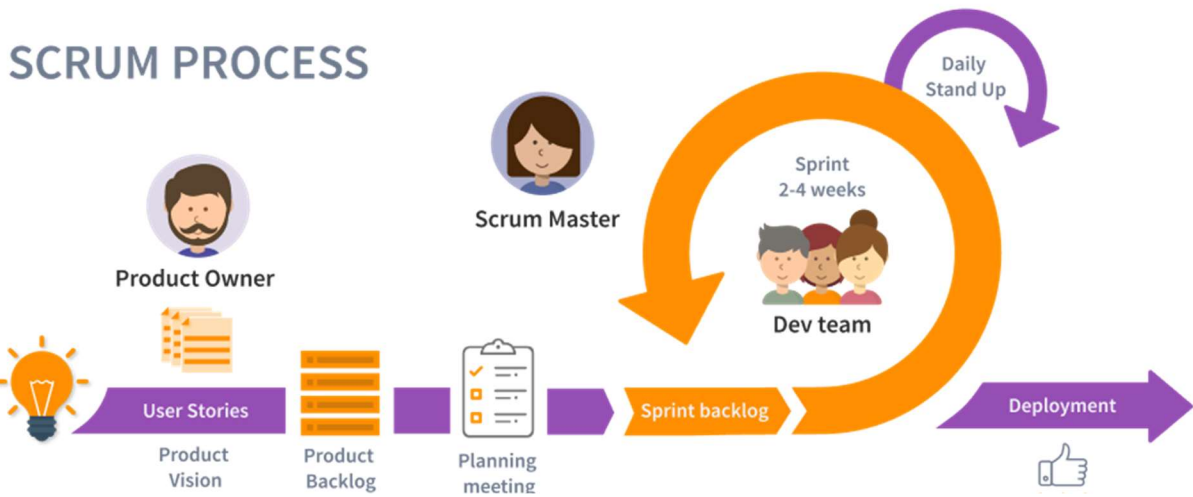 SCRUM PROCESS
Daily
Stand Up
Sprint
2-4 weeks
Scrum Master
Product Owner
Dev team
User Stories
Sprint backlog
Deployment
Product
Vision
Product
Backlog
Planning
meeting